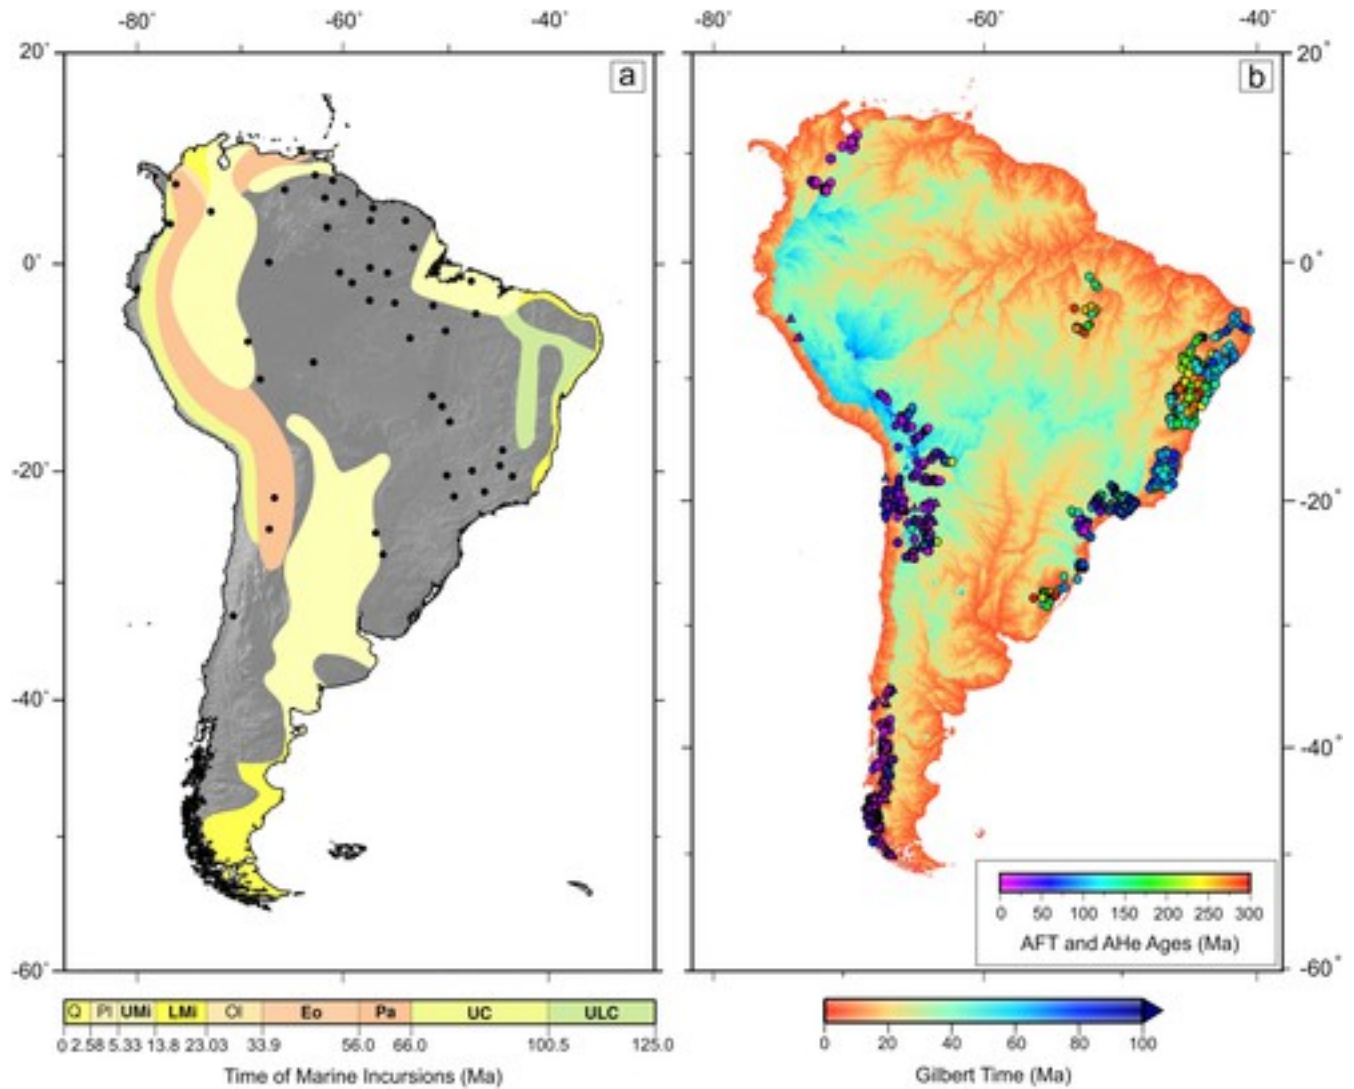 -80° -60° -40° -80° -60° -40°
20° a b 20°
0° 0°
-20° -20°
-40° -40°
0 50 100 150 200 250 300
AFT and AHe Ages (Ma)
-60° -60°
Q Pl UMi LMi Ol Eo Pa UC ULC
0 2.58 5.33 13.8 23.03 33.9 56.0 66.0 100.5 125.0
0 20 40 60 80 100
Time of Marine Incursions (Ma) Gilbert Time (Ma)